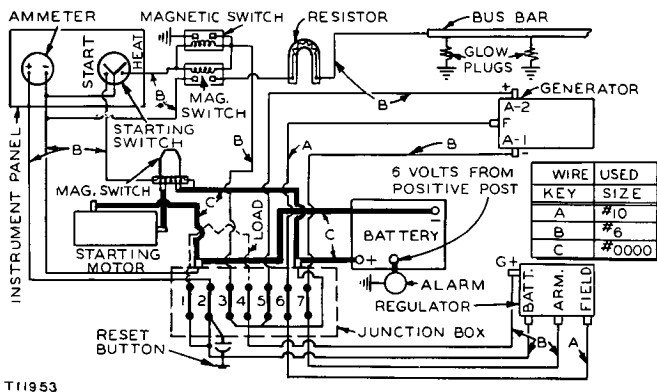 AMMETER
MAGNETIC SWITCH
RESISTOR
BUS BAR
START
HEAT
GLOW
PLUGS
B
MAG.
SWITCH
B
GENERATOR
+
A-2
F
A-1
-
STARTING
SWITCH
B
B
A
B
MAG. SWITCH
6 VOLTS FROM
POSITIVE POST
WIRE USED
KEY SIZE
A #10
B #6
C #0000
INSTRUMENT PANEL
C
LOAD
C
BATTERY
-
+
STARTING
MOTOR
ALARM
G+
BATT.
ARM.
FIELD
REGULATOR
1 2 3 4 5 6 7
JUNCTION BOX
RESET
BUTTON
B
A
T11953